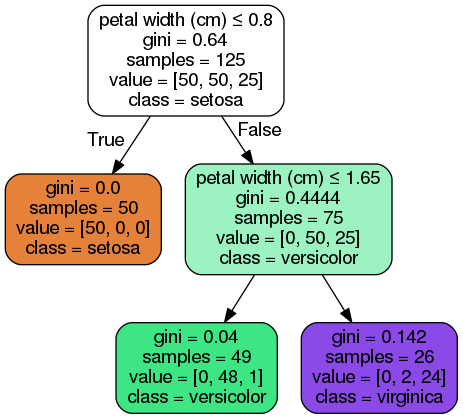 petal width (cm) ≤ 0.8
gini = 0.64
samples = 125
value = [50, 50, 25]
class = setosa
True
False
gini = 0.0
samples = 50
value = [50, 0, 0]
class = setosa
petal width (cm) ≤ 1.65
gini = 0.4444
samples = 75
value = [0, 50, 25]
class = versicolor
gini = 0.04
samples = 49
value = [0, 48, 1]
class = versicolor
gini = 0.142
samples = 26
value = [0, 2, 24]
class = virginica